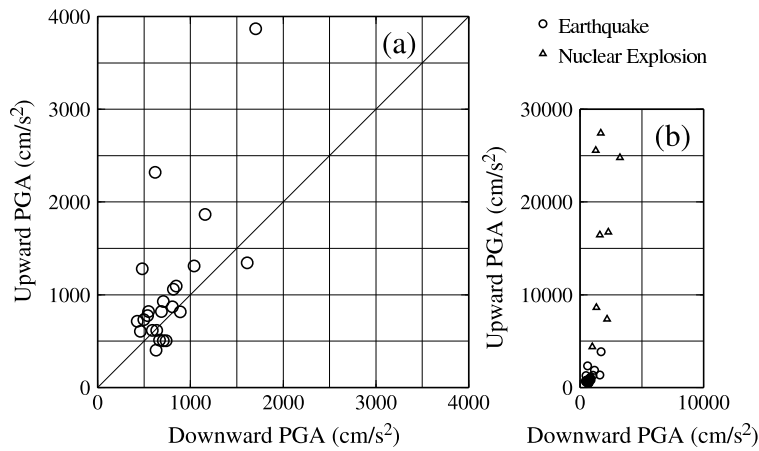 4000
3000
2000
1000
0
Upward PGA (cm/s²)
(a)
0
1000
2000
3000
4000
Downward PGA (cm/s²)
Earthquake
Nuclear Explosion
30000
20000
10000
0
Upward PGA (cm/s²)
(b)
0
10000
Downward PGA (cm/s²)